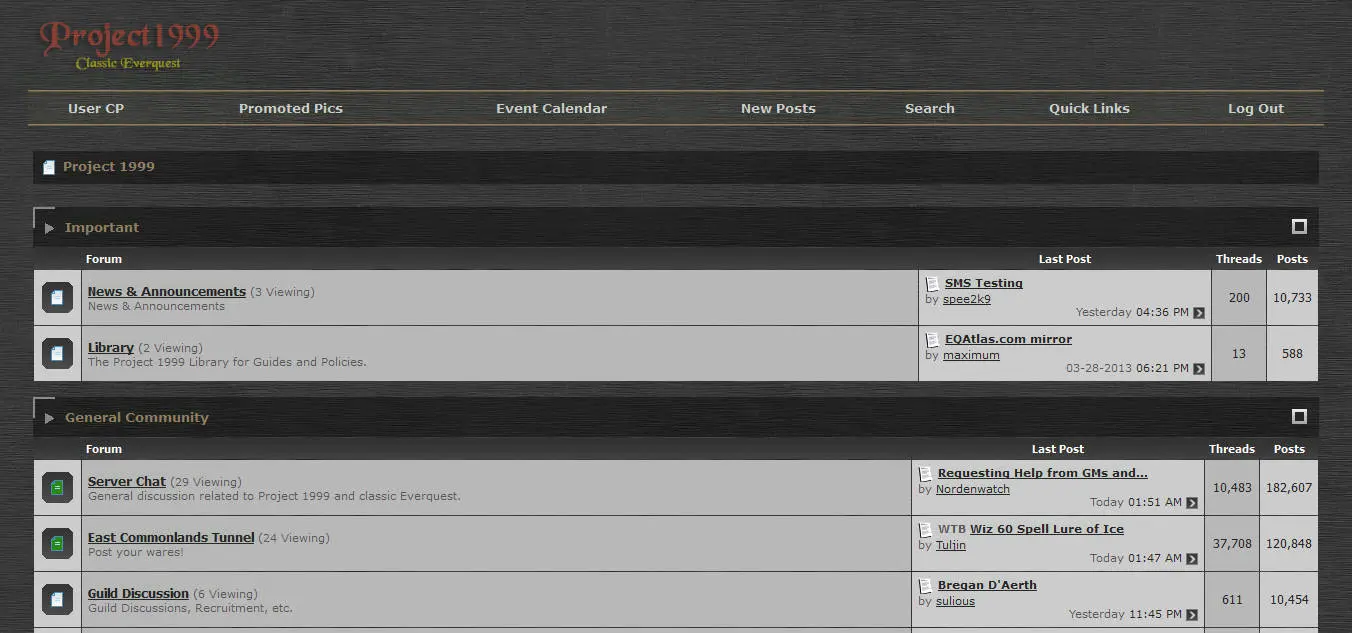 Project1999
Classic Everquest
User CP Promoted Pics Event Calendar New Posts Search Quick Links Log Out
Project 1999
Important
Forum Last Post Threads Posts
News & Announcements (3 Viewing)
News & Announcements
SMS Testing
by spee2k9
Yesterday 04:36 PM
200 10,733
Library (2 Viewing)
The Project 1999 Library for Guides and Policies.
EQAtlas.com mirror
by maximum
03-28-2013 06:21 PM
13 588
General Community
Forum Last Post Threads Posts
Server Chat (29 Viewing)
General discussion related to Project 1999 and classic Everquest.
Requesting Help from GMs and...
by Nordenwatch
Today 01:51 AM
10,483 182,607
East Commonlands Tunnel (24 Viewing)
Post your wares!
WTB Wiz 60 Spell Lure of Ice
by Tuljin
Today 01:47 AM
37,708 120,848
Guild Discussion (6 Viewing)
Guild Discussions, Recruitment, etc.
Bregan D'Aerth
by sulious
Yesterday 11:45 PM
611 10,454